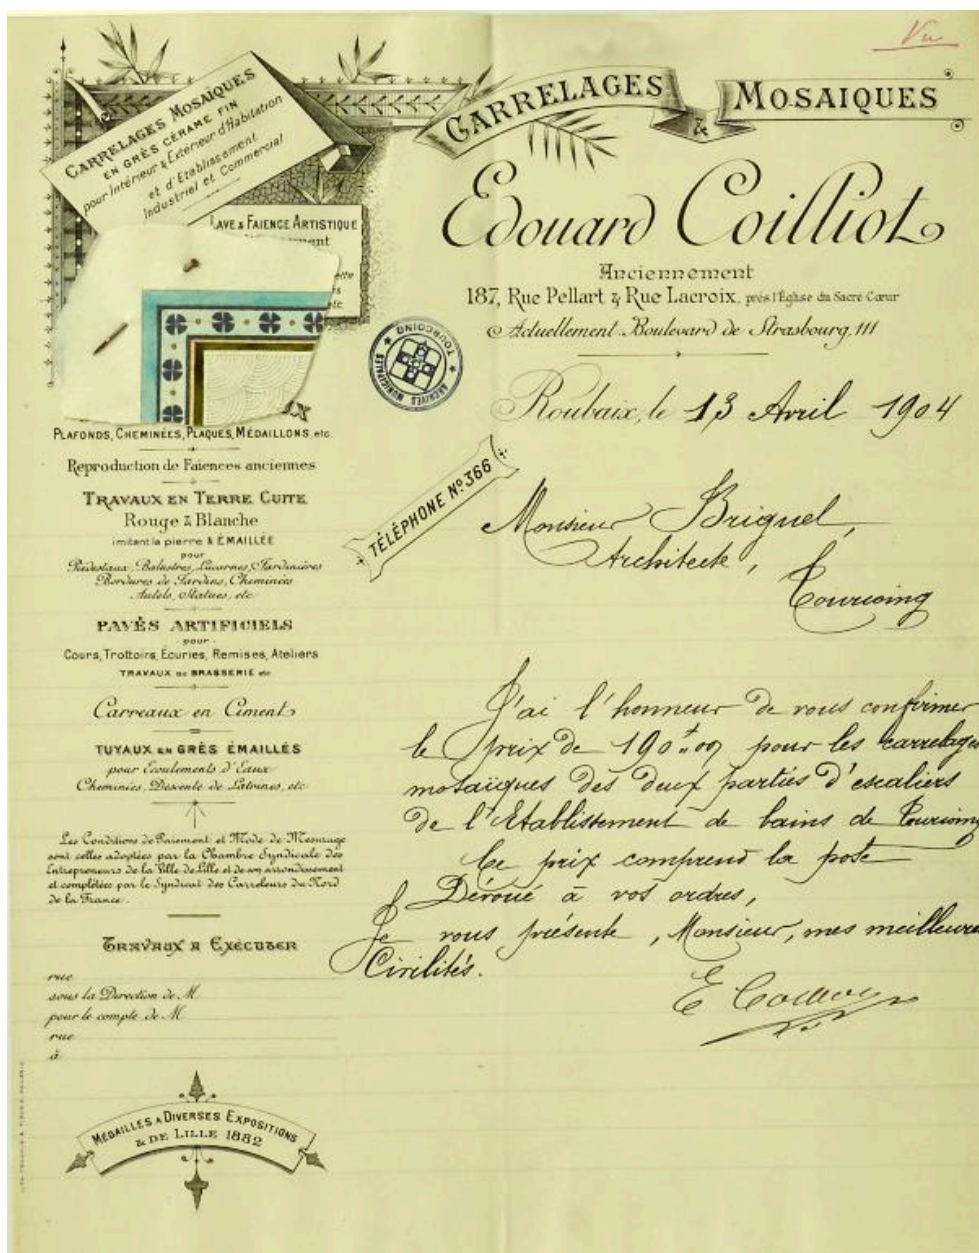 Vu
CARRELAGES & MOSAIQUES
CARRELAGES MOSAIQUES
EN GRÈS CÉRAME FIN
pour Intérieur & Extérieur d'Habitation
et d'Etablissement
Industriel et Commercial
LAVE & FAIENCE ARTISTIQUE
Edouard Coilliot
Anciennement
187, Rue Pellart & Rue Lacroix, près l'Église du Sacré-Cœur
Actuellement Boulevard de Strasbourg, 111
ARCHIVES MUNICIPALES
TOURCOING
Roubaix, le 13 Avril 1904
TÉLÉPHONE No 366
Monsieur Briquel,
Architecte,
Tourcoing
PLAFONDS, CHEMINÉES, PLAQUES, MÉDAILLONS, etc.
Reproduction de Faiences anciennes
TRAVAUX EN TERRE CUITE
Rouge & Blanche
imitant la pierre & ÉMAILLÉE
pour
Piédestaux, Balustres, Lucarnes, Jardinières
Bordures de Jardins, Cheminées
Autels, Statues, etc
PAVÉS ARTIFICIELS
pour
Cours, Trottoirs, Écuries, Remises, Ateliers
TRAVAUX DE BRASSERIE etc
Carreaux en Ciment
TUYAUX EN GRÈS ÉMAILLÉS
pour Ecoulements d'Eaux
Cheminées, Descente de Latrines, etc
Les Conditions de Paiement et Mode de Mesurage
sont celles adoptées par la Chambre Syndicale des
Entrepreneurs de la Ville de Lille et de son arrondissement
et complétées par le Syndicat des Carreleurs du Nord
de la France.
TRAVAUX A EXÉCUTER
rue
sous la Direction de M
pour le compte de M
rue
à
MÉDAILLES A DIVERSES EXPOSITIONS
& DE LILLE 1882
J'ai l'honneur de vous confirmer
le prix de 190f00 pour les carrelages
mosaïques des deux parties d'escaliers
de l'Etablissement de bains de Tourcoing
Ce prix comprend la pose
Dévoué à vos ordres,
Je vous présente, Monsieur, mes meilleures
Civilités.
E Coilliot